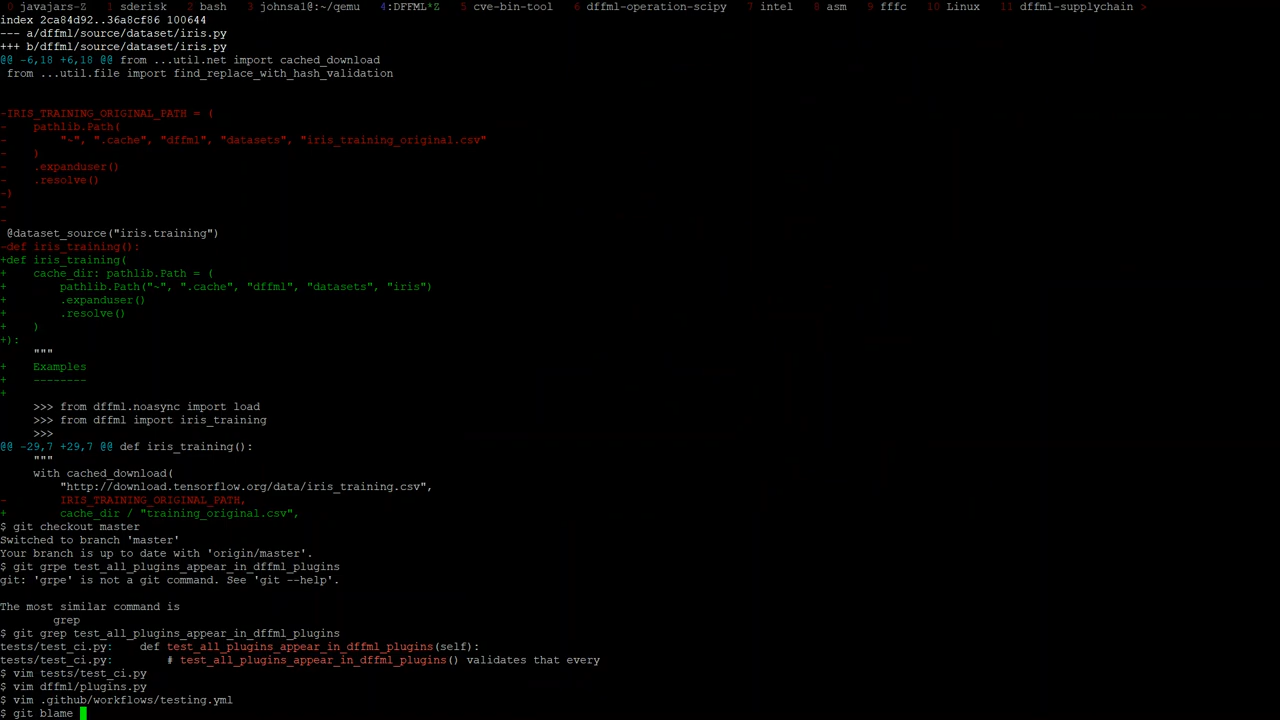 0 javajars-Z  1 sderisk  2 bash  3 johnsa1@:~/qemu  4:DFFML*Z  5 cve-bin-tool  6 dffml-operation-scipy  7 intel  8 asm  9 fffc  10 Linux  11 dffml-supplychain >
index 2ca84d92..36a8cf86 100644
--- a/dffml/source/dataset/iris.py
+++ b/dffml/source/dataset/iris.py
@@ -6,18 +6,18 @@ from ...util.net import cached_download
 from ...util.file import find_replace_with_hash_validation
-IRIS_TRAINING_ORIGINAL_PATH = (
-    pathlib.Path(
-        "~", ".cache", "dffml", "datasets", "iris_training_original.csv"
-    )
-    .expanduser()
-    .resolve()
-)
-
-
 @dataset_source("iris.training")
-def iris_training():
+def iris_training(
+    cache_dir: pathlib.Path = (
+        pathlib.Path("~", ".cache", "dffml", "datasets", "iris")
+        .expanduser()
+        .resolve()
+    )
+):
     """
+    Examples
+    --------
+
     >>> from dffml.noasync import load
     >>> from dffml import iris_training
     >>>
@@ -29,7 +29,7 @@ def iris_training():
     """
     with cached_download(
         "http://download.tensorflow.org/data/iris_training.csv",
-        IRIS_TRAINING_ORIGINAL_PATH,
+        cache_dir / "training_original.csv",
$ git checkout master
Switched to branch 'master'
Your branch is up to date with 'origin/master'.
$ git grpe test_all_plugins_appear_in_dffml_plugins
git: 'grpe' is not a git command. See 'git --help'.
The most similar command is
        grep
$ git grep test_all_plugins_appear_in_dffml_plugins
tests/test_ci.py:    def test_all_plugins_appear_in_dffml_plugins(self):
tests/test_ci.py:        # test_all_plugins_appear_in_dffml_plugins() validates that every
$ vim tests/test_ci.py
$ vim dffml/plugins.py
$ vim .github/workflows/testing.yml
$ git blame